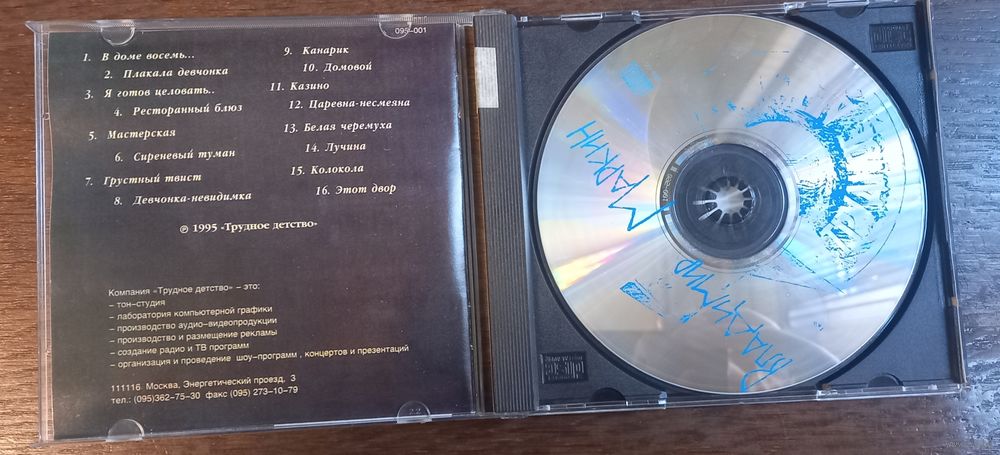 095-001
1. В доме восемь...
2. Плакала девчонка
3. Я готов целовать..
4. Ресторанный блюз
5. Мастерская
6. Сиреневый туман
7. Грустный твист
8. Девчонка-невидимка
9. Канарик
10. Домовой
11. Казино
12. Царевна-несмеяна
13. Белая черемуха
14. Лучина
15. Колокола
16. Этот двор
℗ 1995 «Трудное детство»
Компания «Трудное детство» – это:
– тон–студия
– лаборатория компьютерной графики
– производство аудио–видеопродукции
– производство и размещение рекламы
– создание радио и ТВ программ
– организация и проведение шоу–программ , концертов и презентаций
111116 Москва, Энергетический проезд, 3
тел.: (095)362–75–30 факс (095) 273–10–79
Владимир
Маркин